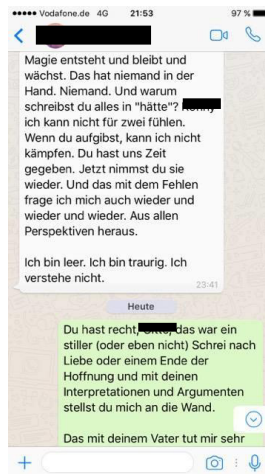 Vodafone.de 4G 21:53 97 %
Magie entsteht und bleibt und
wächst. Das hat niemand in der
Hand. Niemand. Und warum
schreibst du alles in "hätte"?
ich kann nicht für zwei fühlen.
Wenn du aufgibst, kann ich nicht
kämpfen. Du hast uns Zeit
gegeben. Jetzt nimmst du sie
wieder. Und das mit dem Fehlen
frage ich mich auch wieder und
wieder und wieder. Aus allen
Perspektiven heraus.
Ich bin leer. Ich bin traurig. Ich
verstehe nicht.
23:41
Heute
Du hast recht, das war ein
stiller (oder eben nicht) Schrei nach
Liebe oder einem Ende der
Hoffnung und mit deinen
Interpretationen und Argumenten
stellst du mich an die Wand.
Das mit deinem Vater tut mir sehr